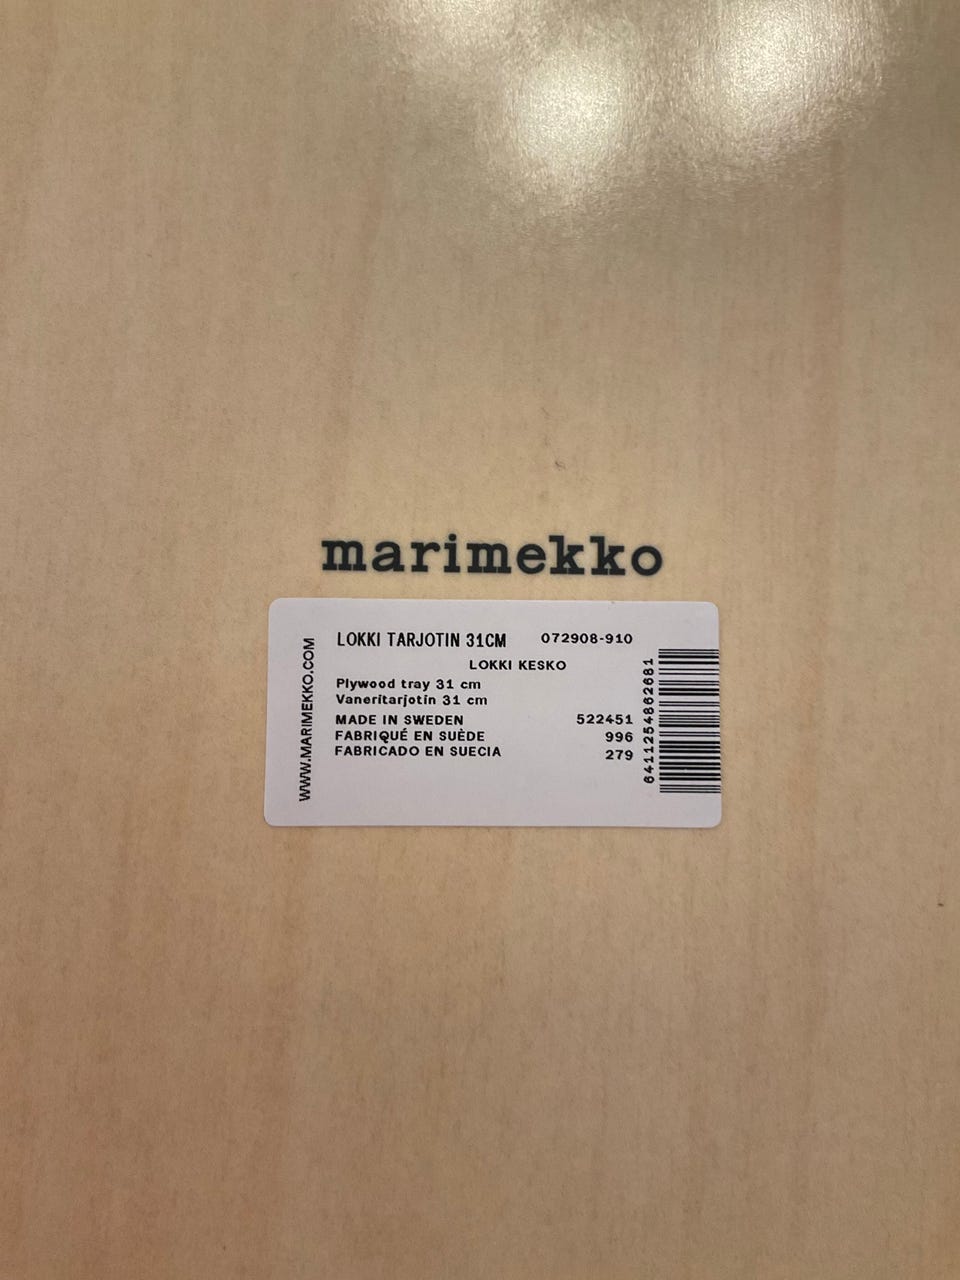 marimekko
WWW.MARIMEKKO.COM
LOKKI TARJOTIN 31CM 072908-910
LOKKI KESKO
Plywood tray 31 cm
Vaneritarjotin 31 cm
MADE IN SWEDEN 522451
FABRIQUÉ EN SUÈDE 996
FABRICADO EN SUECIA 279
6411254862681